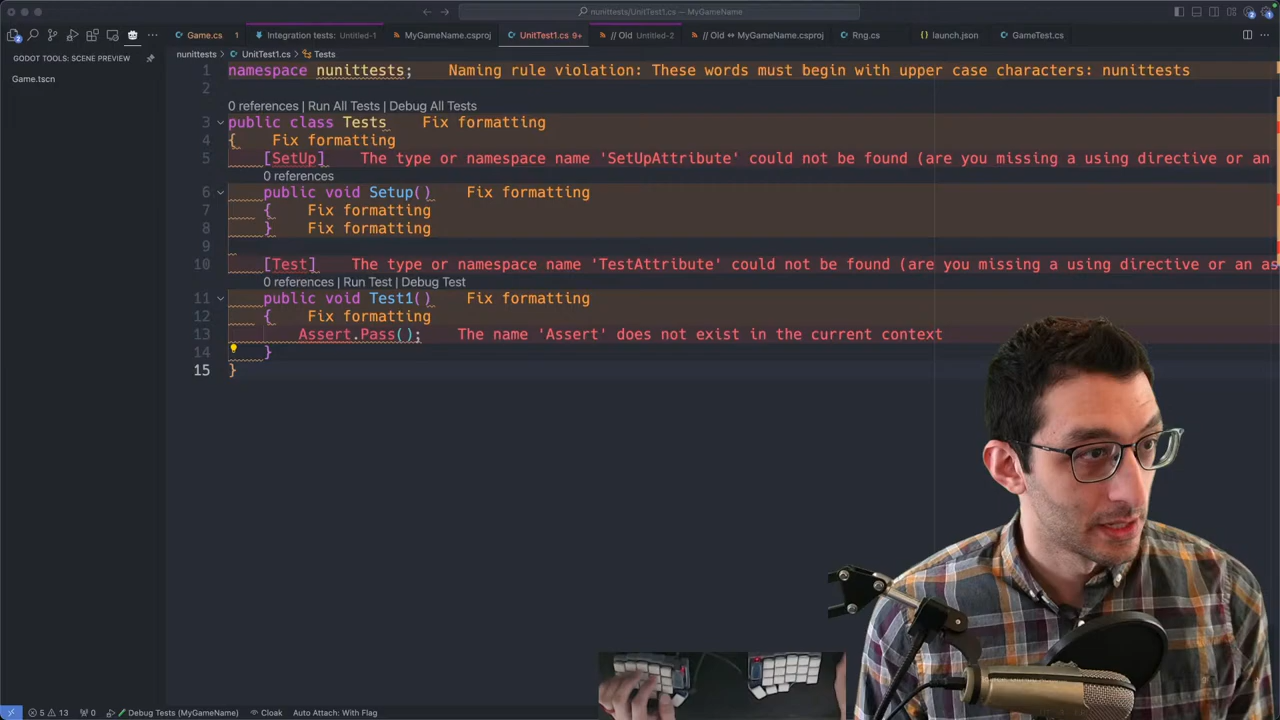 nunittests/UnitTest1.cs — MyGameName
Game.cs 1
Integration tests: Untitled-1
MyGameName.csproj
UnitTest1.cs 9+
// Old Untitled-2
// Old ↔ MyGameName.csproj
Rng.cs
launch.json
GameTest.cs
GODOT TOOLS: SCENE PREVIEW
Game.tscn
nunittests > UnitTest1.cs > Tests
1 namespace nunittests; Naming rule violation: These words must begin with upper case characters: nunittests
2
0 references | Run All Tests | Debug All Tests
3 public class Tests Fix formatting
4 { Fix formatting
5 [SetUp] The type or namespace name 'SetUpAttribute' could not be found (are you missing a using directive or an
0 references
6 public void Setup() Fix formatting
7 { Fix formatting
8 } Fix formatting
9
10 [Test] The type or namespace name 'TestAttribute' could not be found (are you missing a using directive or an as
0 references | Run Test | Debug Test
11 public void Test1() Fix formatting
12 { Fix formatting
13 Assert.Pass(); The name 'Assert' does not exist in the current context
14 }
15 }
5 13 0 Debug Tests (MyGameName) Cloak Auto Attach: With Flag